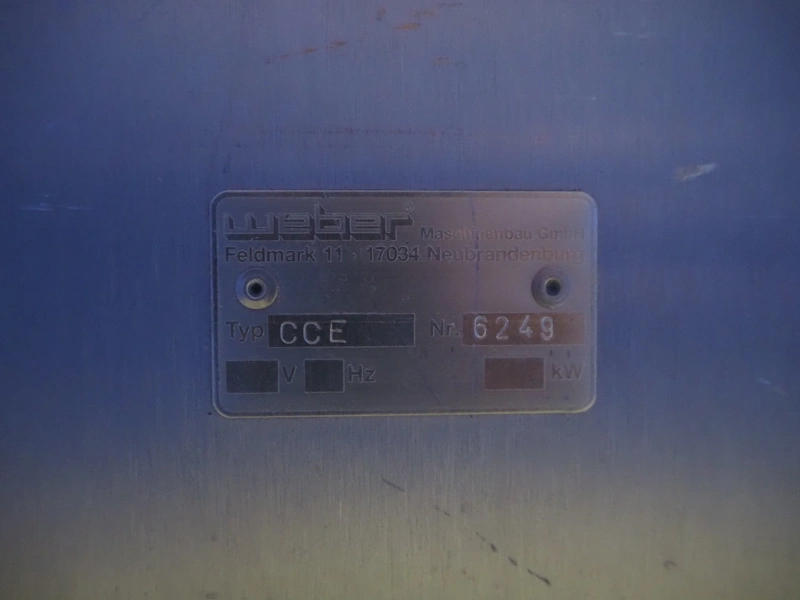 weber® Maschinenbau GmbH
Feldmark 11 · 17034 Neubrandenburg
Typ CCE Nr. 6249
V Hz kW